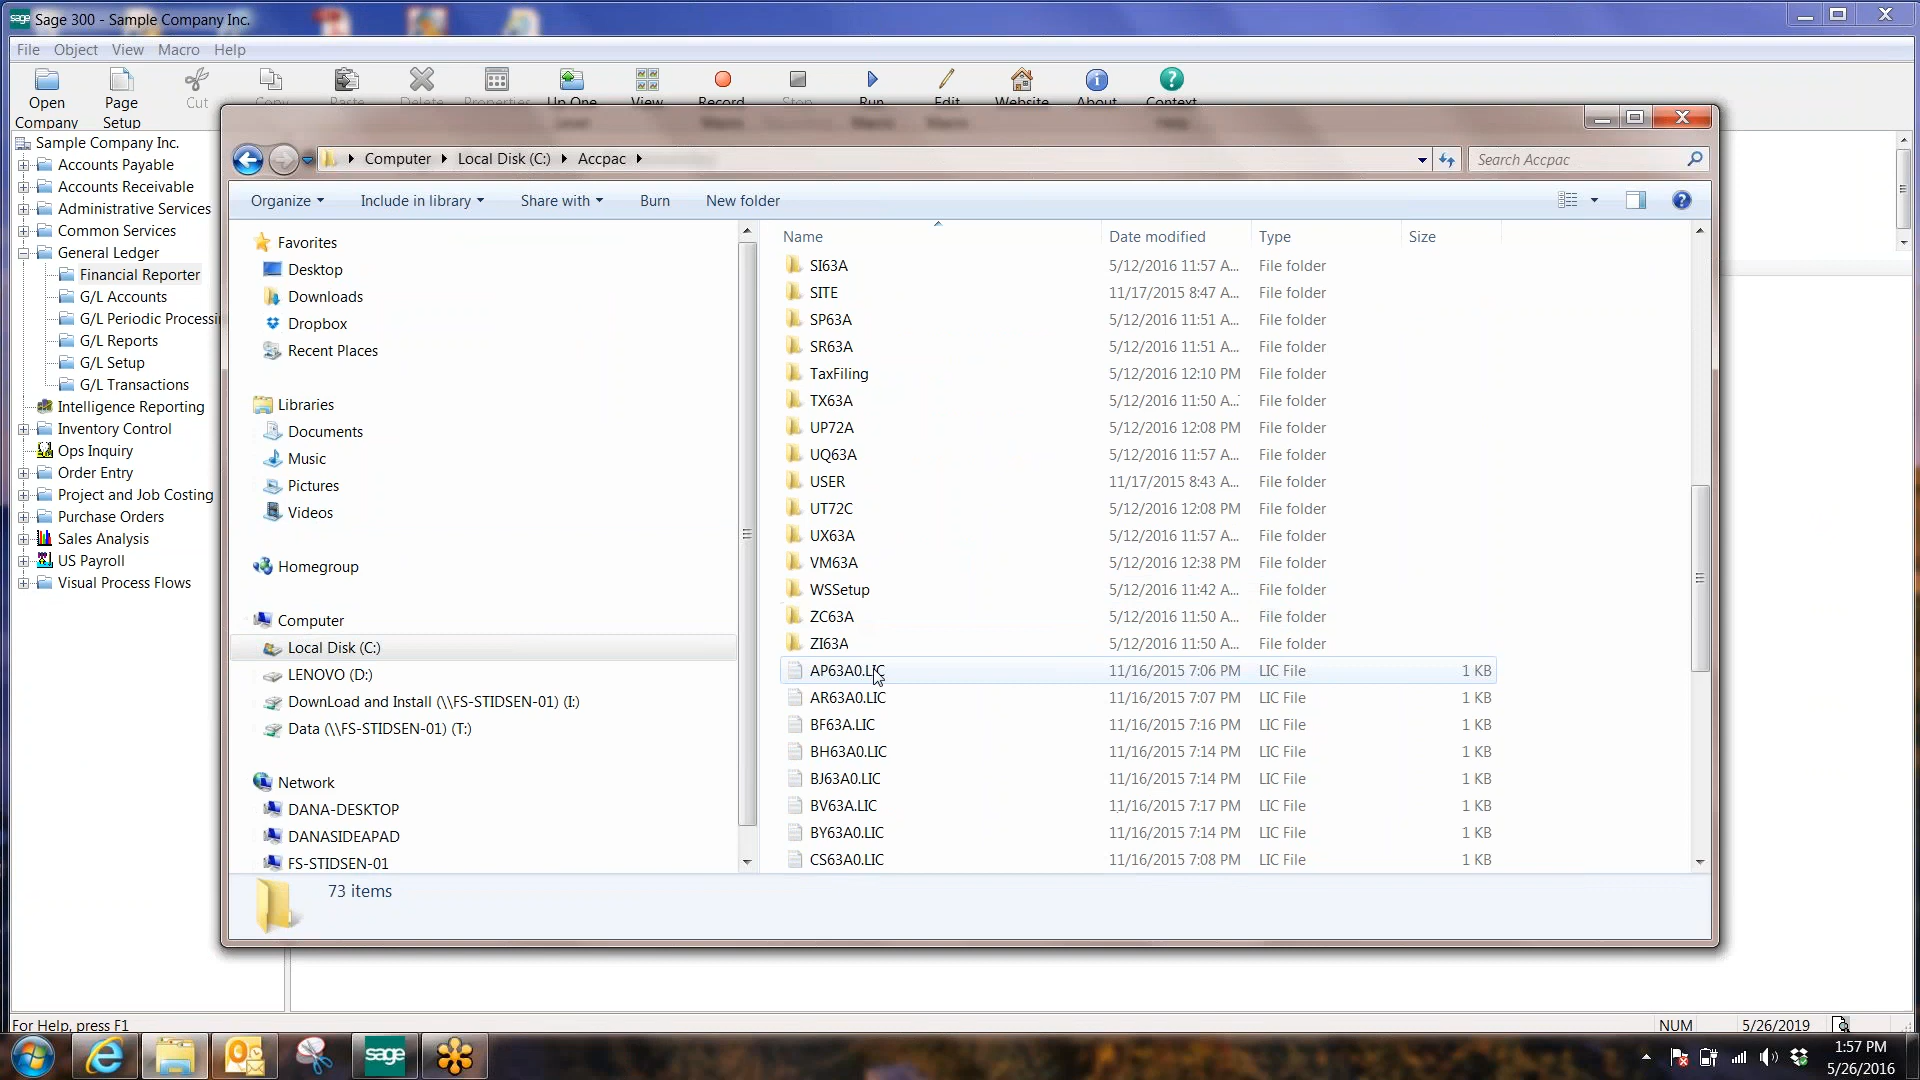 sage Sage 300 - Sample Company Inc.
File Object View Macro Help
Open Company
Page Setup
Cut
Copy
Paste
Delete
Properties
Up One Level
View
Record Macro
Stop
Run Macro
Edit Macro
Website
About
Context Help
Sample Company Inc.
Accounts Payable
Accounts Receivable
Administrative Services
Common Services
General Ledger
Financial Reporter
G/L Accounts
G/L Periodic Processi
G/L Reports
G/L Setup
G/L Transactions
Intelligence Reporting
Inventory Control
Ops Inquiry
Order Entry
Project and Job Costing
Purchase Orders
Sales Analysis
US Payroll
Visual Process Flows
Computer Local Disk (C:) Accpac
Search Accpac
Organize Include in library Share with Burn New folder
Favorites
Desktop
Downloads
Dropbox
Recent Places
Libraries
Documents
Music
Pictures
Videos
Homegroup
Computer
Local Disk (C:)
LENOVO (D:)
DownLoad and Install (\\FS-STIDSEN-01) (I:)
Data (\\FS-STIDSEN-01) (T:)
Network
DANA-DESKTOP
DANASIDEAPAD
FS-STIDSEN-01
Name Date modified Type Size
SI63A 5/12/2016 11:57 A... File folder
SITE 11/17/2015 8:47 A... File folder
SP63A 5/12/2016 11:51 A... File folder
SR63A 5/12/2016 11:51 A... File folder
TaxFiling 5/12/2016 12:10 PM File folder
TX63A 5/12/2016 11:50 A... File folder
UP72A 5/12/2016 12:08 PM File folder
UQ63A 5/12/2016 11:57 A... File folder
USER 11/17/2015 8:43 A... File folder
UT72C 5/12/2016 12:08 PM File folder
UX63A 5/12/2016 11:57 A... File folder
VM63A 5/12/2016 12:38 PM File folder
WSSetup 5/12/2016 11:42 A... File folder
ZC63A 5/12/2016 11:50 A... File folder
ZI63A 5/12/2016 11:50 A... File folder
AP63A0.LIC 11/16/2015 7:06 PM LIC File 1 KB
AR63A0.LIC 11/16/2015 7:07 PM LIC File 1 KB
BF63A.LIC 11/16/2015 7:16 PM LIC File 1 KB
BH63A0.LIC 11/16/2015 7:14 PM LIC File 1 KB
BJ63A0.LIC 11/16/2015 7:14 PM LIC File 1 KB
BV63A.LIC 11/16/2015 7:17 PM LIC File 1 KB
BY63A0.LIC 11/16/2015 7:14 PM LIC File 1 KB
CS63A0.LIC 11/16/2015 7:08 PM LIC File 1 KB
73 items
For Help, press F1
NUM 5/26/2019
sage
1:57 PM
5/26/2016